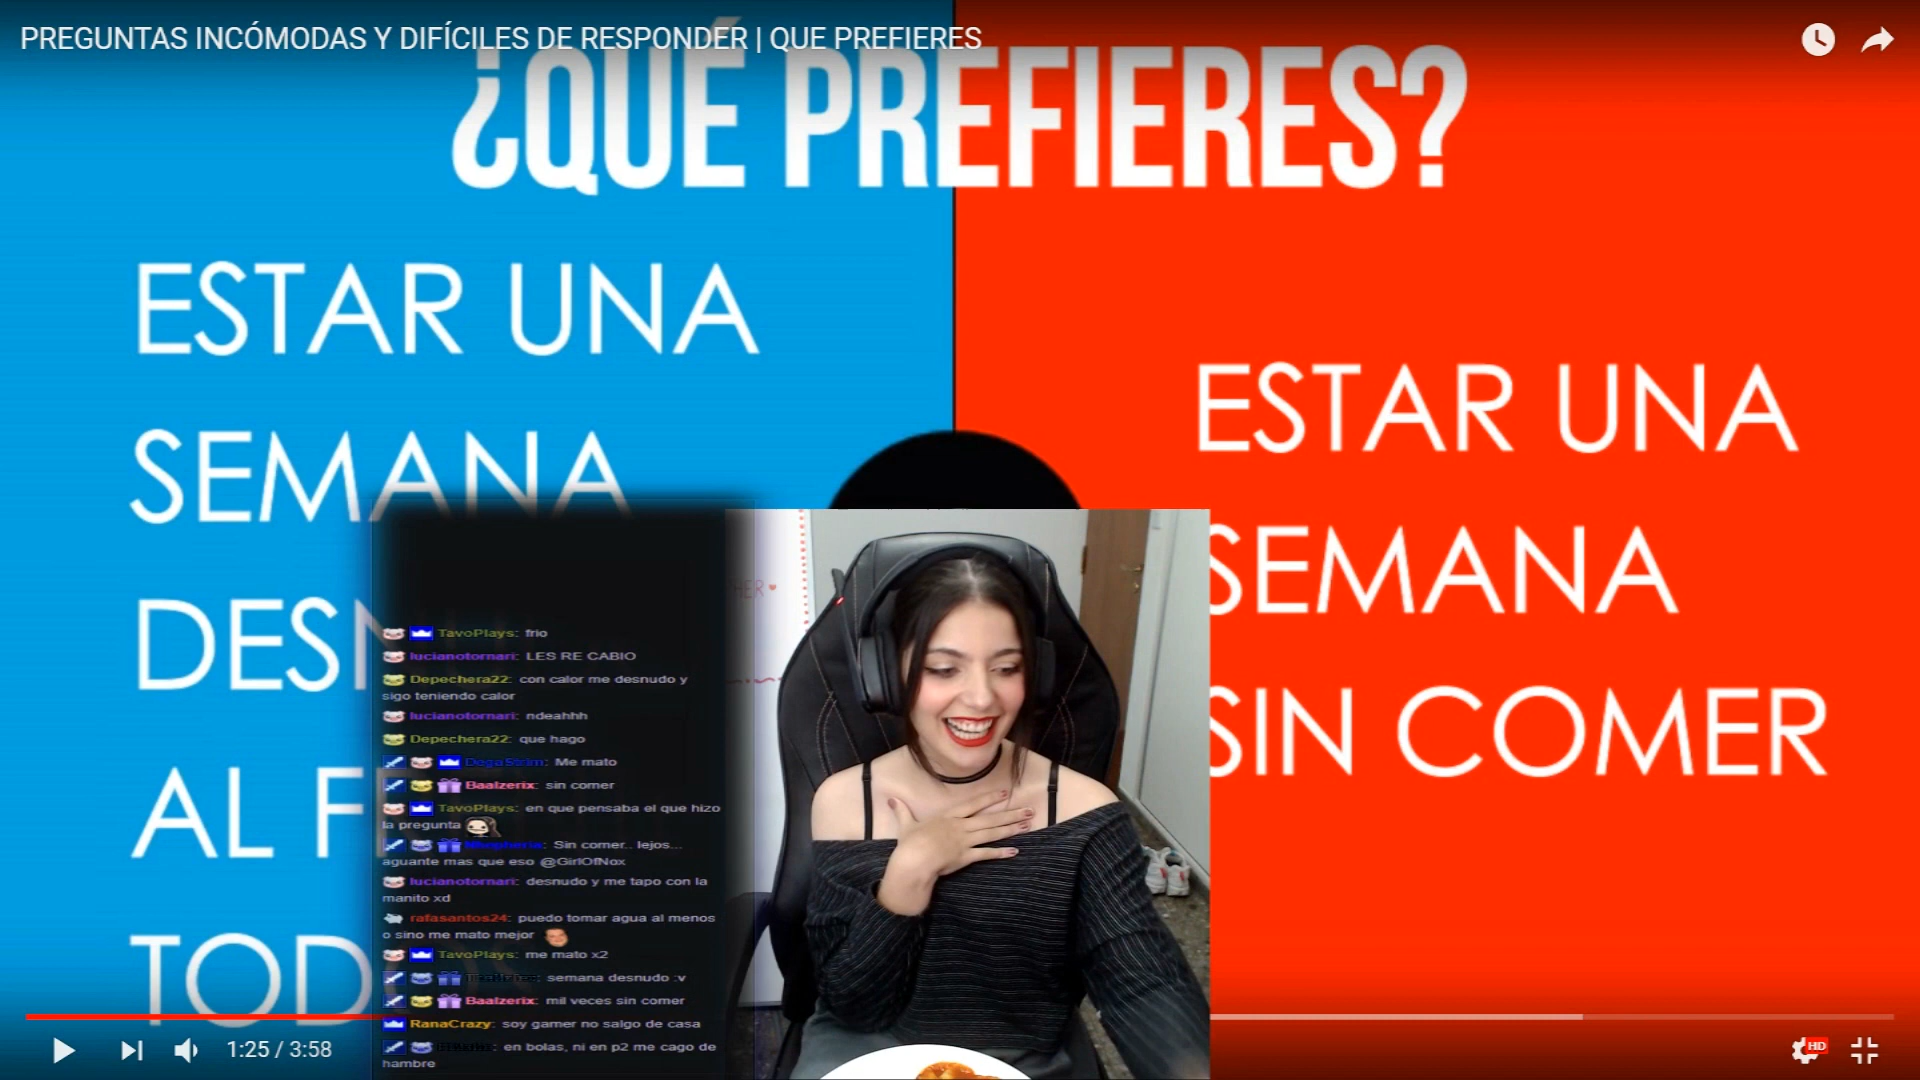 PREGUNTAS INCÓMODAS Y DIFÍCILES DE RESPONDER | QUE PREFIERES
¿QUÉ PREFIERES?
ESTAR UNA
SEMANA
AL
ESTAR UNA
SEMANA
SIN COMER
TavoPlays: frio
lucianotornari: LES RE CABIO
Depechera22: con calor me desnudo y
sigo teniendo calor
lucianotornari: ndeahhh
Depechera22: que hago
Me mato
Baalzerix: sin comer
TavoPlays: en que pensaba el que hizo
la pregunta
Sin comer.. lejos...
aguante mas que eso @GirlOfNox
lucianotornari: desnudo y me tapo con la
manito xd
rafasantos24: puedo tomar agua al menos
o sino me mato mejor
TavoPlays: me mato x2
semana desnudo :v
Baalzerix: mil veces sin comer
RanaCrazy: soy gamer no salgo de casa
en bolas, ni en p2 me cago de
hambre
1:25 / 3:58
HD